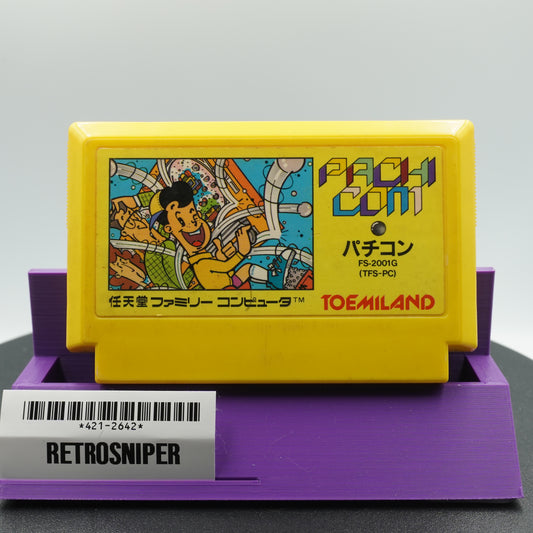 PACHI
COM
パチコン
FS-2001G
(TFS-PC)
任天堂 ファミリー コンピュータ™
TOEMILAND
*421-2642*
RETROSNIPER